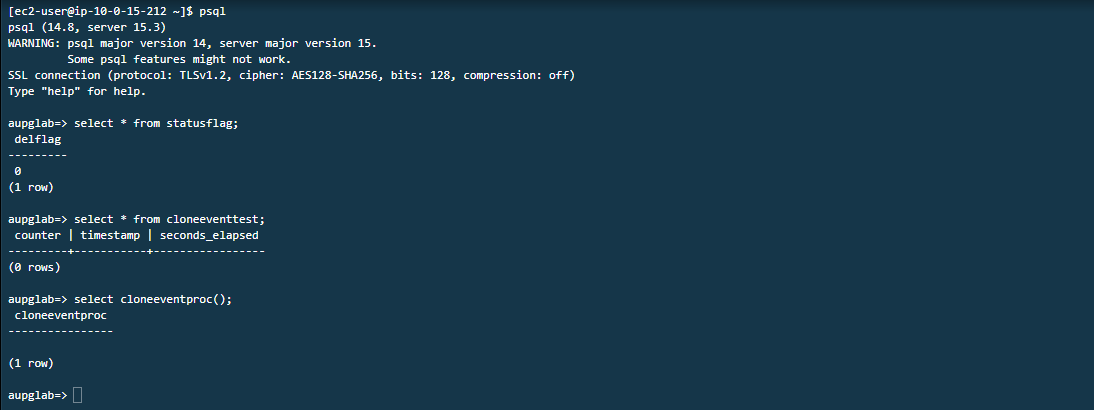 [ec2-user@ip-10-0-15-212 ~]$ psql
psql (14.8, server 15.3)
WARNING: psql major version 14, server major version 15.
         Some psql features might not work.
SSL connection (protocol: TLSv1.2, cipher: AES128-SHA256, bits: 128, compression: off)
Type "help" for help.

aupglab=> select * from statusflag;
 delflag
---------
 0
(1 row)

aupglab=> select * from cloneeventtest;
 counter | timestamp | seconds_elapsed
---------+-----------+-----------------
(0 rows)

aupglab=> select cloneeventproc();
 cloneeventproc
----------------

(1 row)

aupglab=>